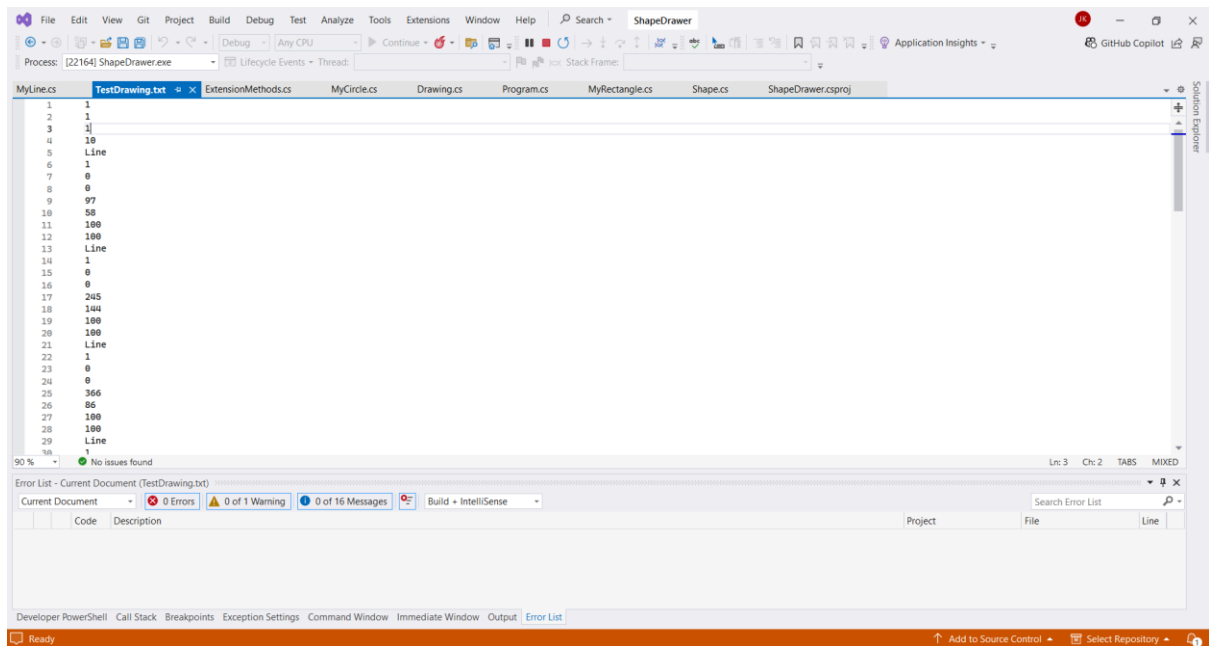 File Edit View Git Project Build Debug Test Analyze Tools Extensions Window Help Search ShapeDrawer JK
Debug Any CPU Continue Application Insights GitHub Copilot
Process: [22164] ShapeDrawer.exe Lifecycle Events Thread: Stack Frame:
MyLine.cs TestDrawing.txt ExtensionMethods.cs MyCircle.cs Drawing.cs Program.cs MyRectangle.cs Shape.cs ShapeDrawer.csproj
Solution Explorer
1 1
2 1
3 1
4 10
5 Line
6 1
7 0
8 0
9 97
10 58
11 100
12 100
13 Line
14 1
15 0
16 0
17 245
18 144
19 100
20 100
21 Line
22 1
23 0
24 0
25 366
26 86
27 100
28 100
29 Line
30 1
90 % No issues found Ln: 3 Ch: 2 TABS MIXED
Error List - Current Document (TestDrawing.txt)
Current Document 0 Errors 0 of 1 Warning 0 of 16 Messages Build + IntelliSense Search Error List
Code Description Project File Line
Developer PowerShell Call Stack Breakpoints Exception Settings Command Window Immediate Window Output Error List
Ready Add to Source Control Select Repository 1